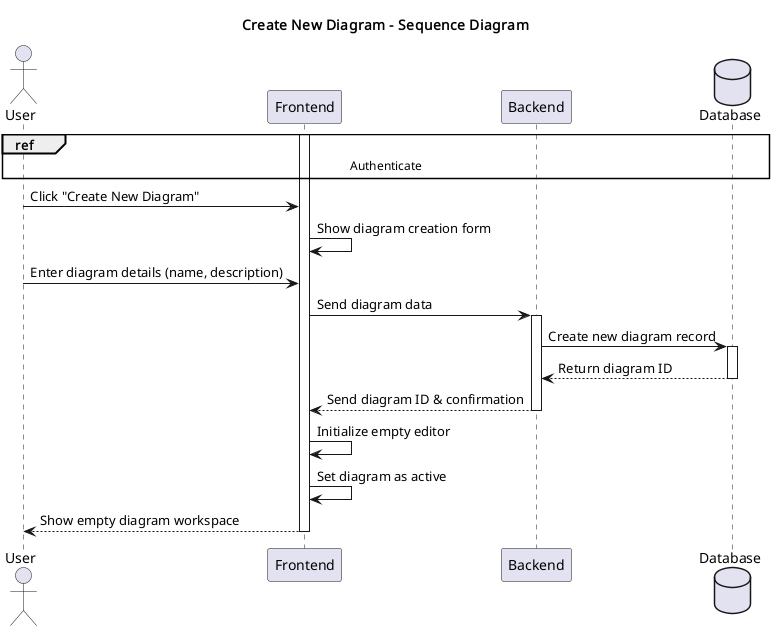 Create New Diagram - Sequence Diagram
User
Frontend
Backend
Database
ref
Authenticate
Click "Create New Diagram"
Show diagram creation form
Enter diagram details (name, description)
Send diagram data
Create new diagram record
Return diagram ID
Send diagram ID & confirmation
Initialize empty editor
Set diagram as active
Show empty diagram workspace
User
Frontend
Backend
Database